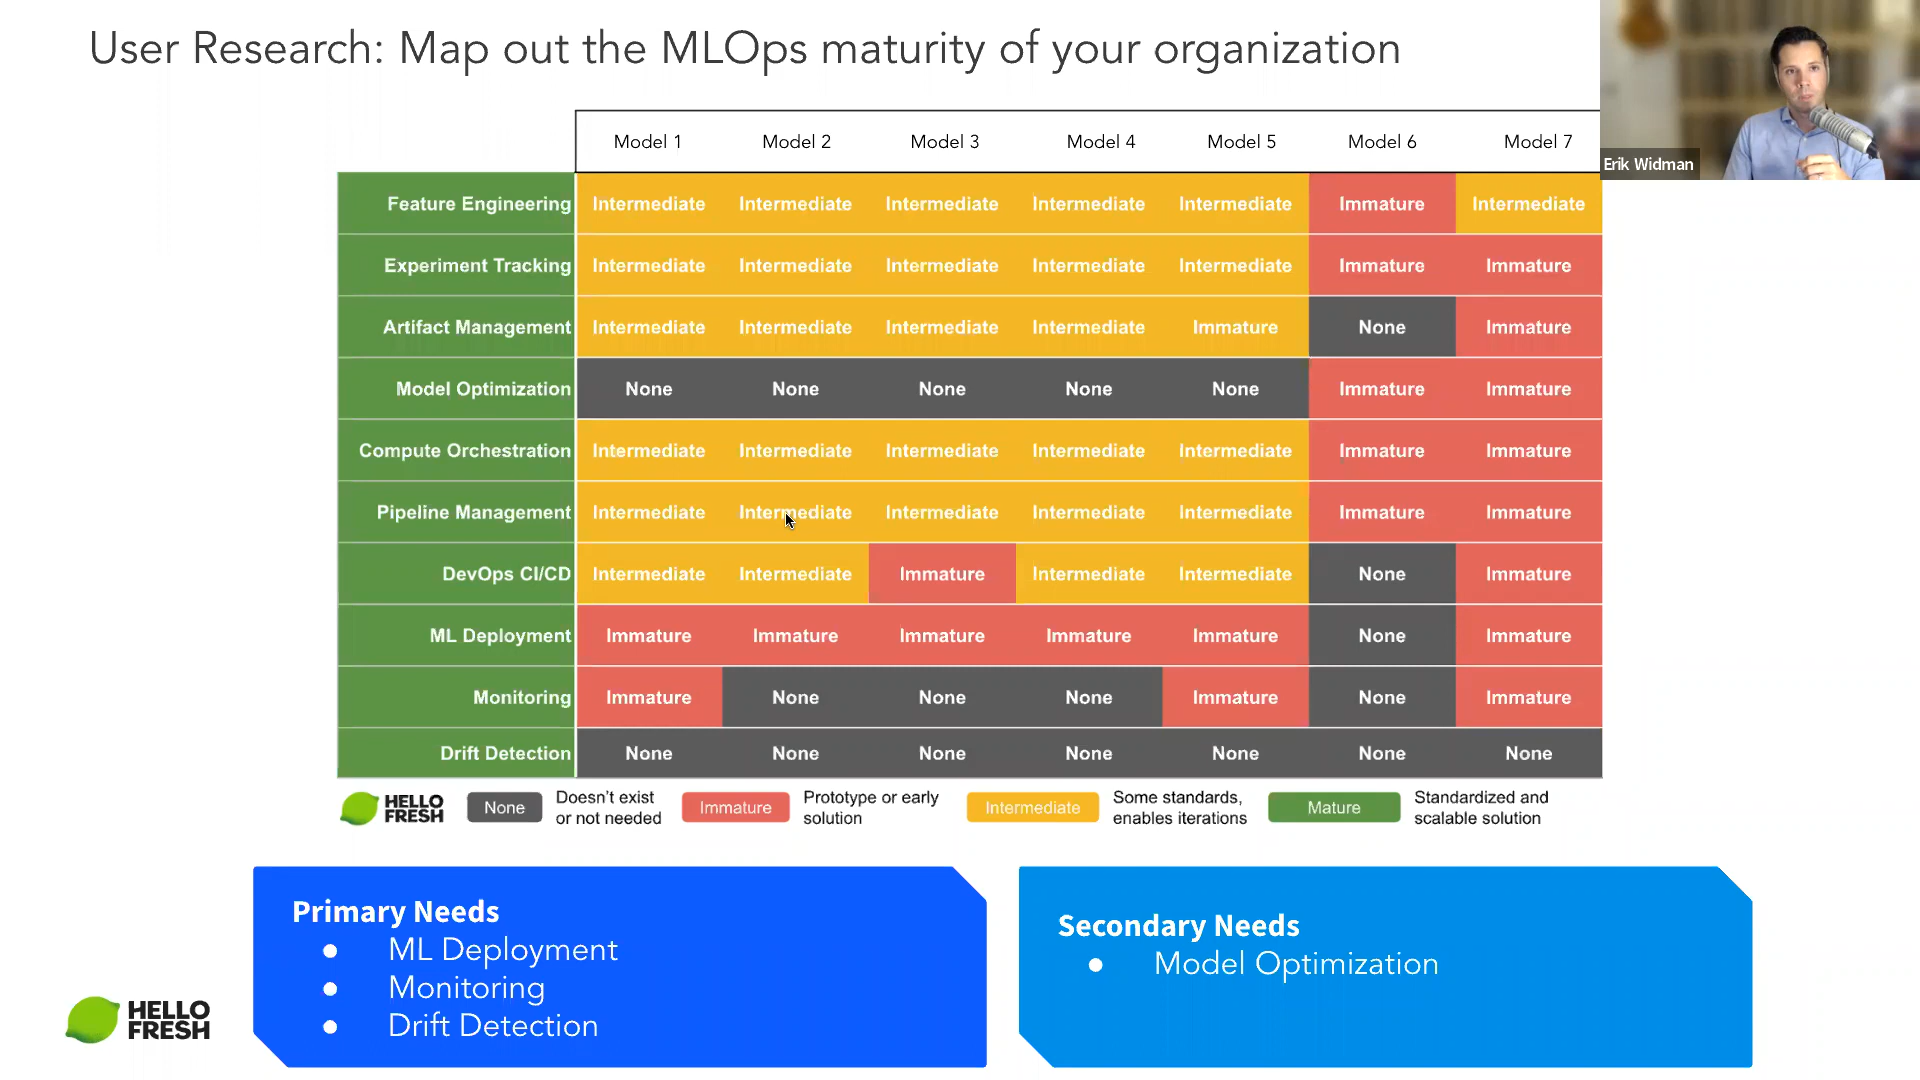 User Research: Map out the MLOps maturity of your organization
Erik Widman
Model 1 Model 2 Model 3 Model 4 Model 5 Model 6 Model 7
Feature Engineering Intermediate Intermediate Intermediate Intermediate Intermediate Immature Intermediate
Experiment Tracking Intermediate Intermediate Intermediate Intermediate Intermediate Immature Immature
Artifact Management Intermediate Intermediate Intermediate Intermediate Immature None Immature
Model Optimization None None None None None Immature Immature
Compute Orchestration Intermediate Intermediate Intermediate Intermediate Intermediate Immature Immature
Pipeline Management Intermediate Intermediate Intermediate Intermediate Intermediate Immature Immature
DevOps CI/CD Intermediate Intermediate Immature Intermediate Intermediate None Immature
ML Deployment Immature Immature Immature Immature Immature None Immature
Monitoring Immature None None None Immature None Immature
Drift Detection None None None None None None None
HELLO
FRESH
None
Doesn't exist
or not needed
Immature
Prototype or early
solution
Intermediate
Some standards,
enables iterations
Mature
Standardized and
scalable solution
Primary Needs
● ML Deployment
● Monitoring
● Drift Detection
Secondary Needs
● Model Optimization
HELLO
FRESH